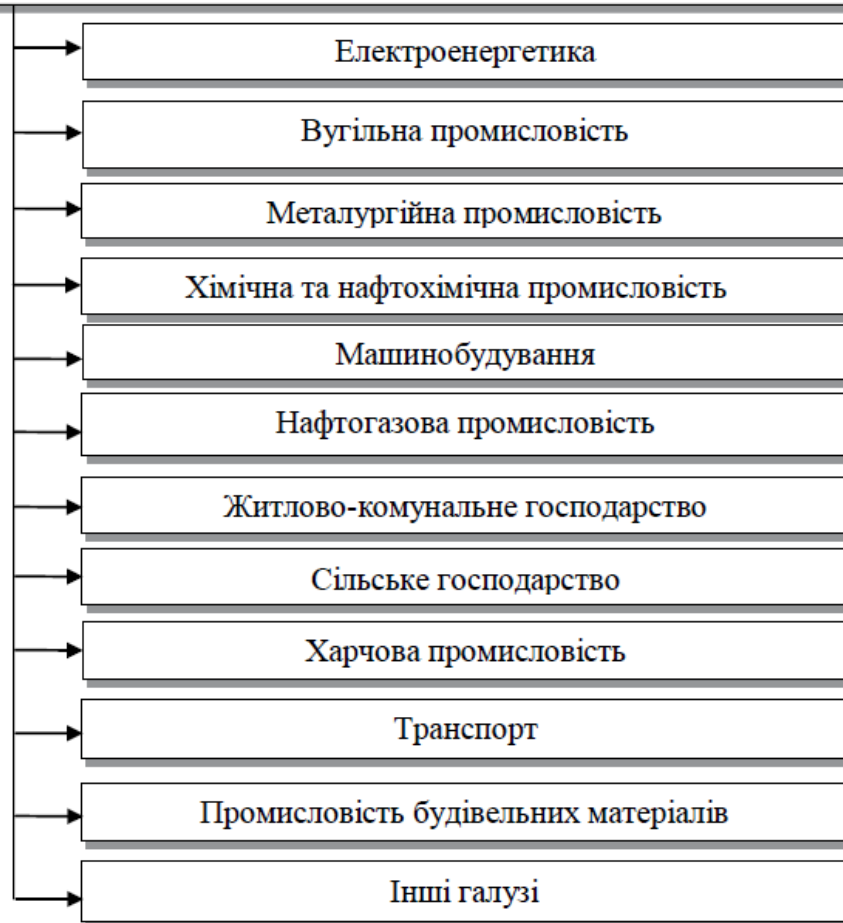 Електроенергетика
Вугільна промисловість
Металургійна промисловість
Хімічна та нафтохімічна промисловість
Машинобудування
Нафтогазова промисловість
Житлово-комунальне господарство
Сільське господарство
Харчова промисловість
Транспорт
Промисловість будівельних матеріалів
Інші галузі